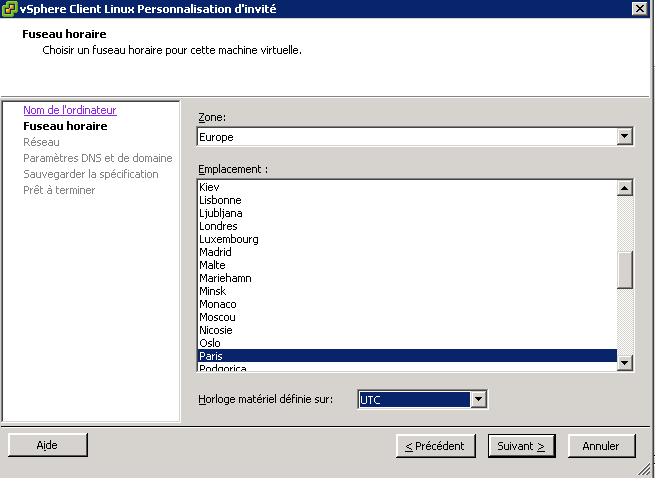 vSphere Client Linux Personnalisation d'invité
Fuseau horaire
Choisir un fuseau horaire pour cette machine virtuelle.
Nom de l'ordinateur
Fuseau horaire
Réseau
Paramètres DNS et de domaine
Sauvegarder la spécification
Prêt à terminer
Zone:
Europe
Emplacement :
Kiev
Lisbonne
Ljubljana
Londres
Luxembourg
Madrid
Malte
Mariehamn
Minsk
Monaco
Moscou
Nicosie
Oslo
Paris
Podgorica
Horloge matériel définie sur:
UTC
Aide
< Précédent
Suivant >
Annuler